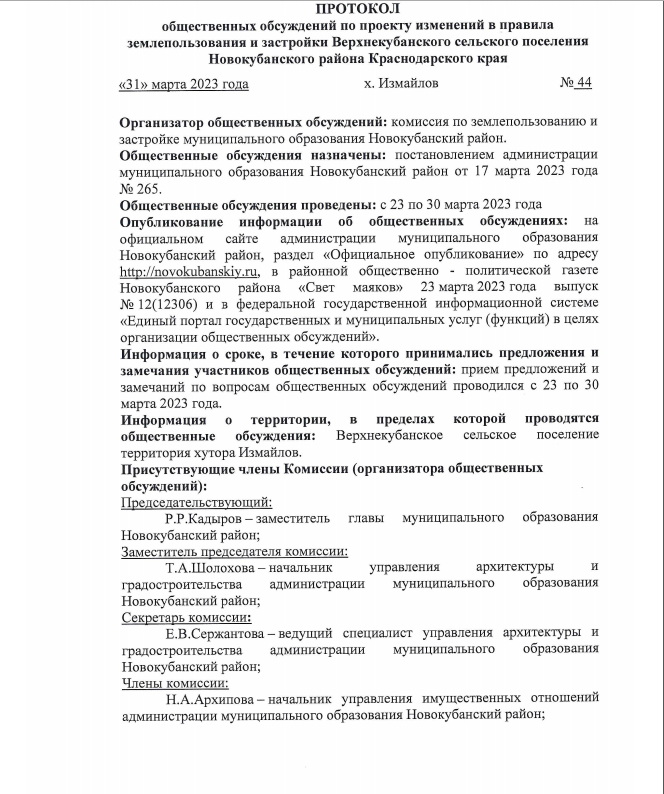 ПРОТОКОЛ
общественных обсуждений по проекту изменений в правила
землепользования и застройки Верхнекубанского сельского поселения
Новокубанского района Краснодарского края
«31» марта 2023 года х. Измайлов № 44
Организатор общественных обсуждений: комиссия по землепользованию и
застройке муниципального образования Новокубанский район.
Общественные обсуждения назначены: постановлением администрации
муниципального образования Новокубанский район от 17 марта 2023 года
№ 265.
Общественные обсуждения проведены: с 23 по 30 марта 2023 года
Опубликование информации об общественных обсуждениях: на
официальном сайте администрации муниципального образования
Новокубанский район, раздел «Официальное опубликование» по адресу
http://novokubanskiy.ru, в районной общественно - политической газете
Новокубанского района «Свет маяков» 23 марта 2023 года выпуск
№ 12(12306) и в федеральной государственной информационной системе
«Единый портал государственных и муниципальных услуг (функций) в целях
организации общественных обсуждений».
Информация о сроке, в течение которого принимались предложения и
замечания участников общественных обсуждений: прием предложений и
замечаний по вопросам общественных обсуждений проводился с 23 по 30
марта 2023 года.
Информация о территории, в пределах которой проводятся
общественные обсуждения: Верхнекубанское сельское поселение
территория хутора Измайлов.
Присутствующие члены Комиссии (организатора общественных
обсуждений):
Председательствующий:
Р.Р.Кадыров – заместитель главы муниципального образования
Новокубанский район;
Заместитель председателя комиссии:
Т.А.Шолохова – начальник управления архитектуры и
градостроительства администрации муниципального образования
Новокубанский район;
Секретарь комиссии:
Е.В.Сержантова – ведущий специалист управления архитектуры и
градостроительства администрации муниципального образования
Новокубанский район;
Члены комиссии:
Н.А.Архипова – начальник управления имущественных отношений
администрации муниципального образования Новокубанский район;